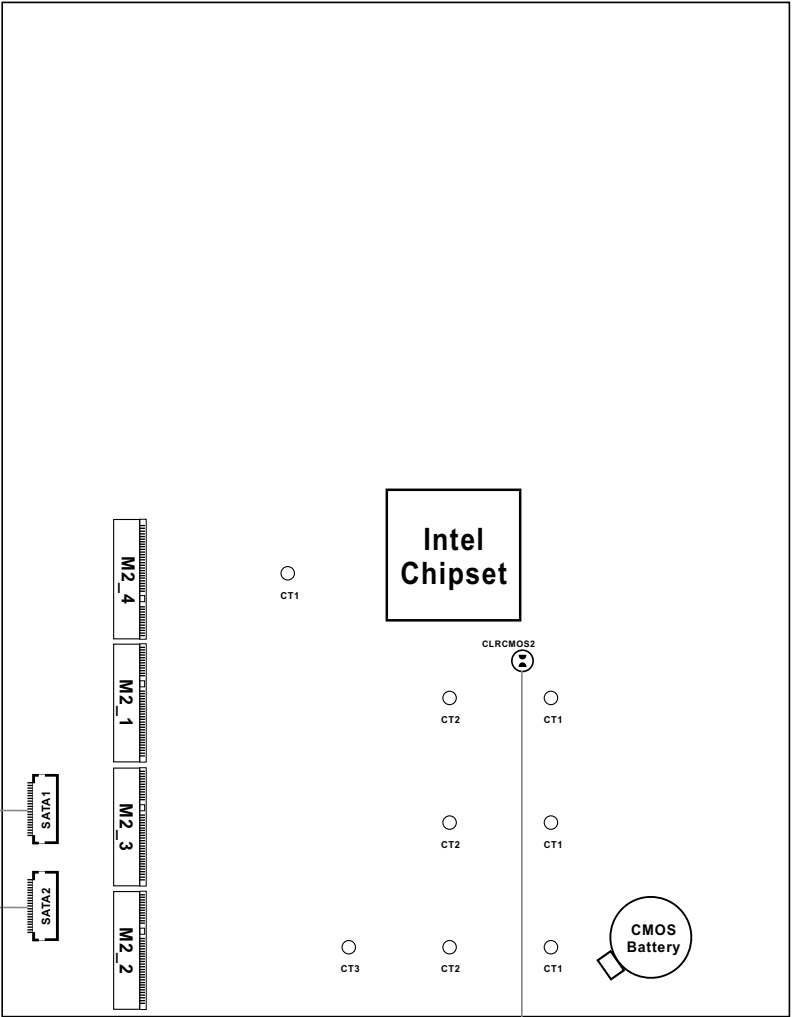 Intel
Chipset
M2_4
CT1
CLRCMOS2
M2_1
CT2
CT1
SATA1
M2_3
CT2
CT1
SATA2
M2_2
CT3
CT2
CT1
CMOS
Battery